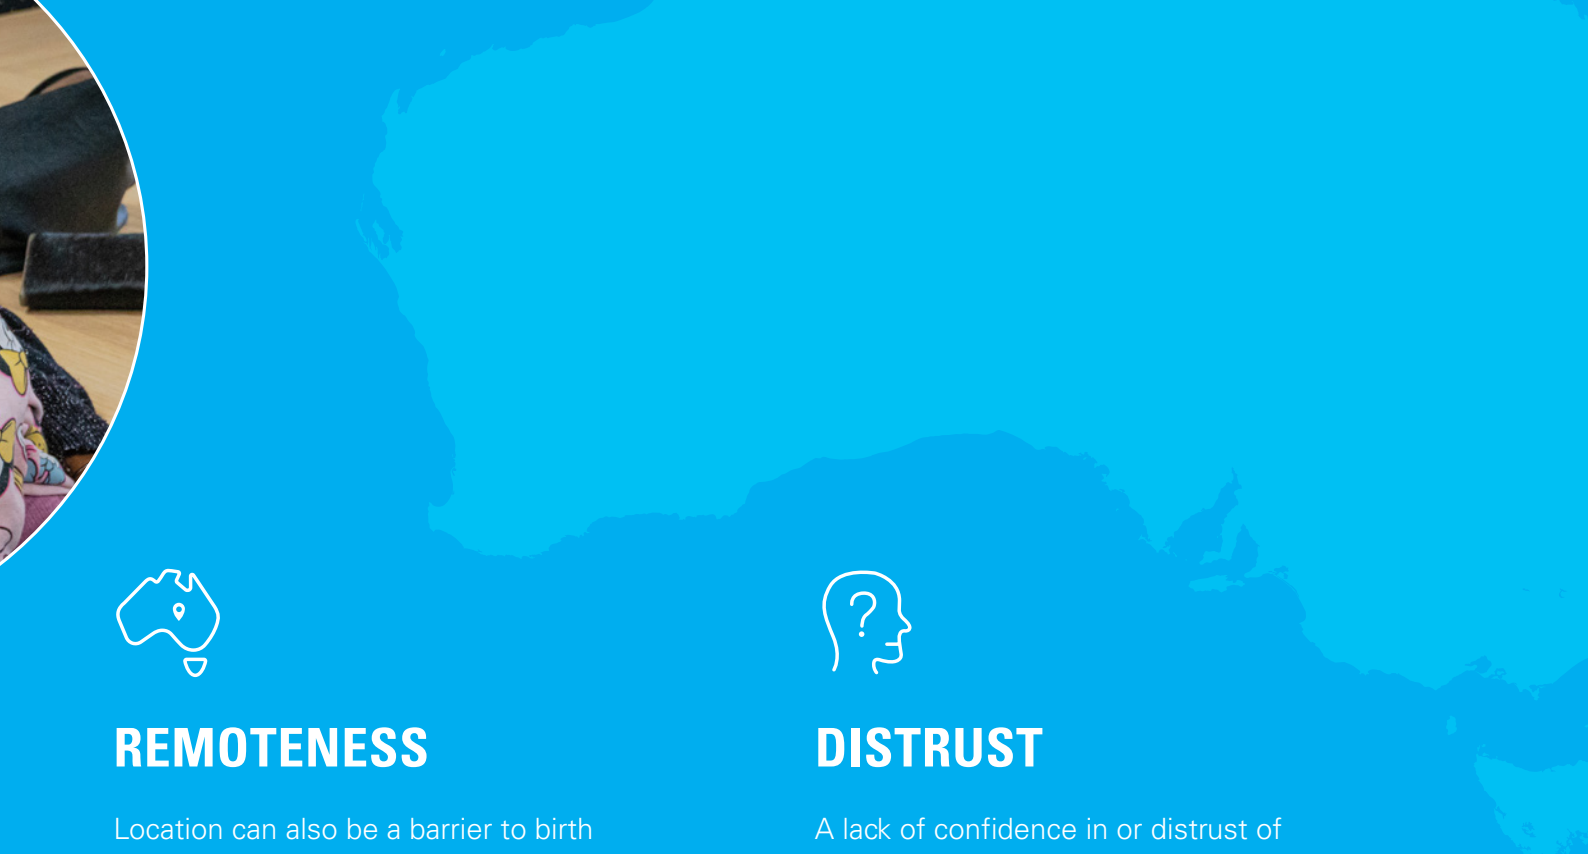 REMOTENESS
Location can also be a barrier to birth
DISTRUST
A lack of confidence in or distrust of